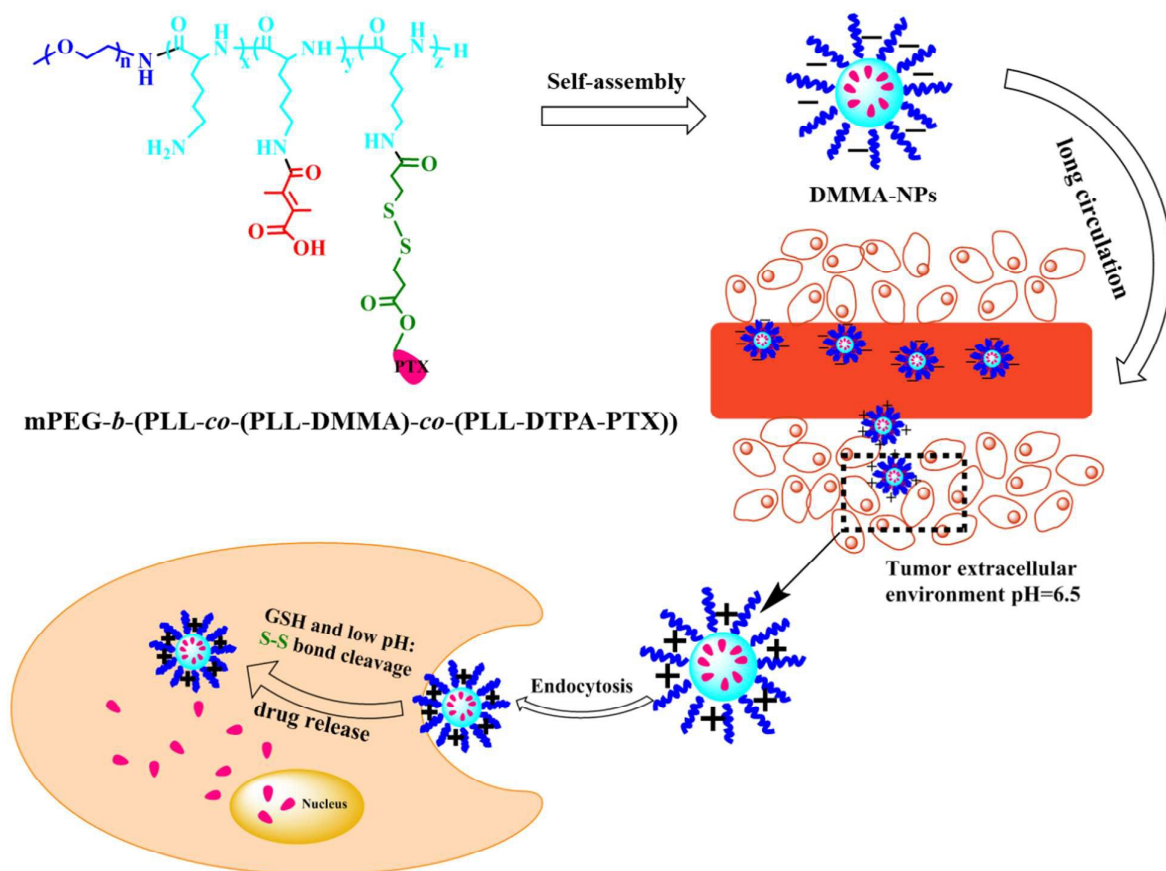 O
n
N
H
O
H
N
x
O
NH
y
O
H
N
z
H
H₂N
HN
O
O
OH
HN
O
S
S
O
O
PTX
mPEG-b-(PLL-co-(PLL-DMMA)-co-(PLL-DTPA-PTX))
Self-assembly
DMMA-NPs
long circulation
Tumor extracellular
environment pH=6.5
Endocytosis
GSH and low pH:
S-S bond cleavage
drug release
Nucleus